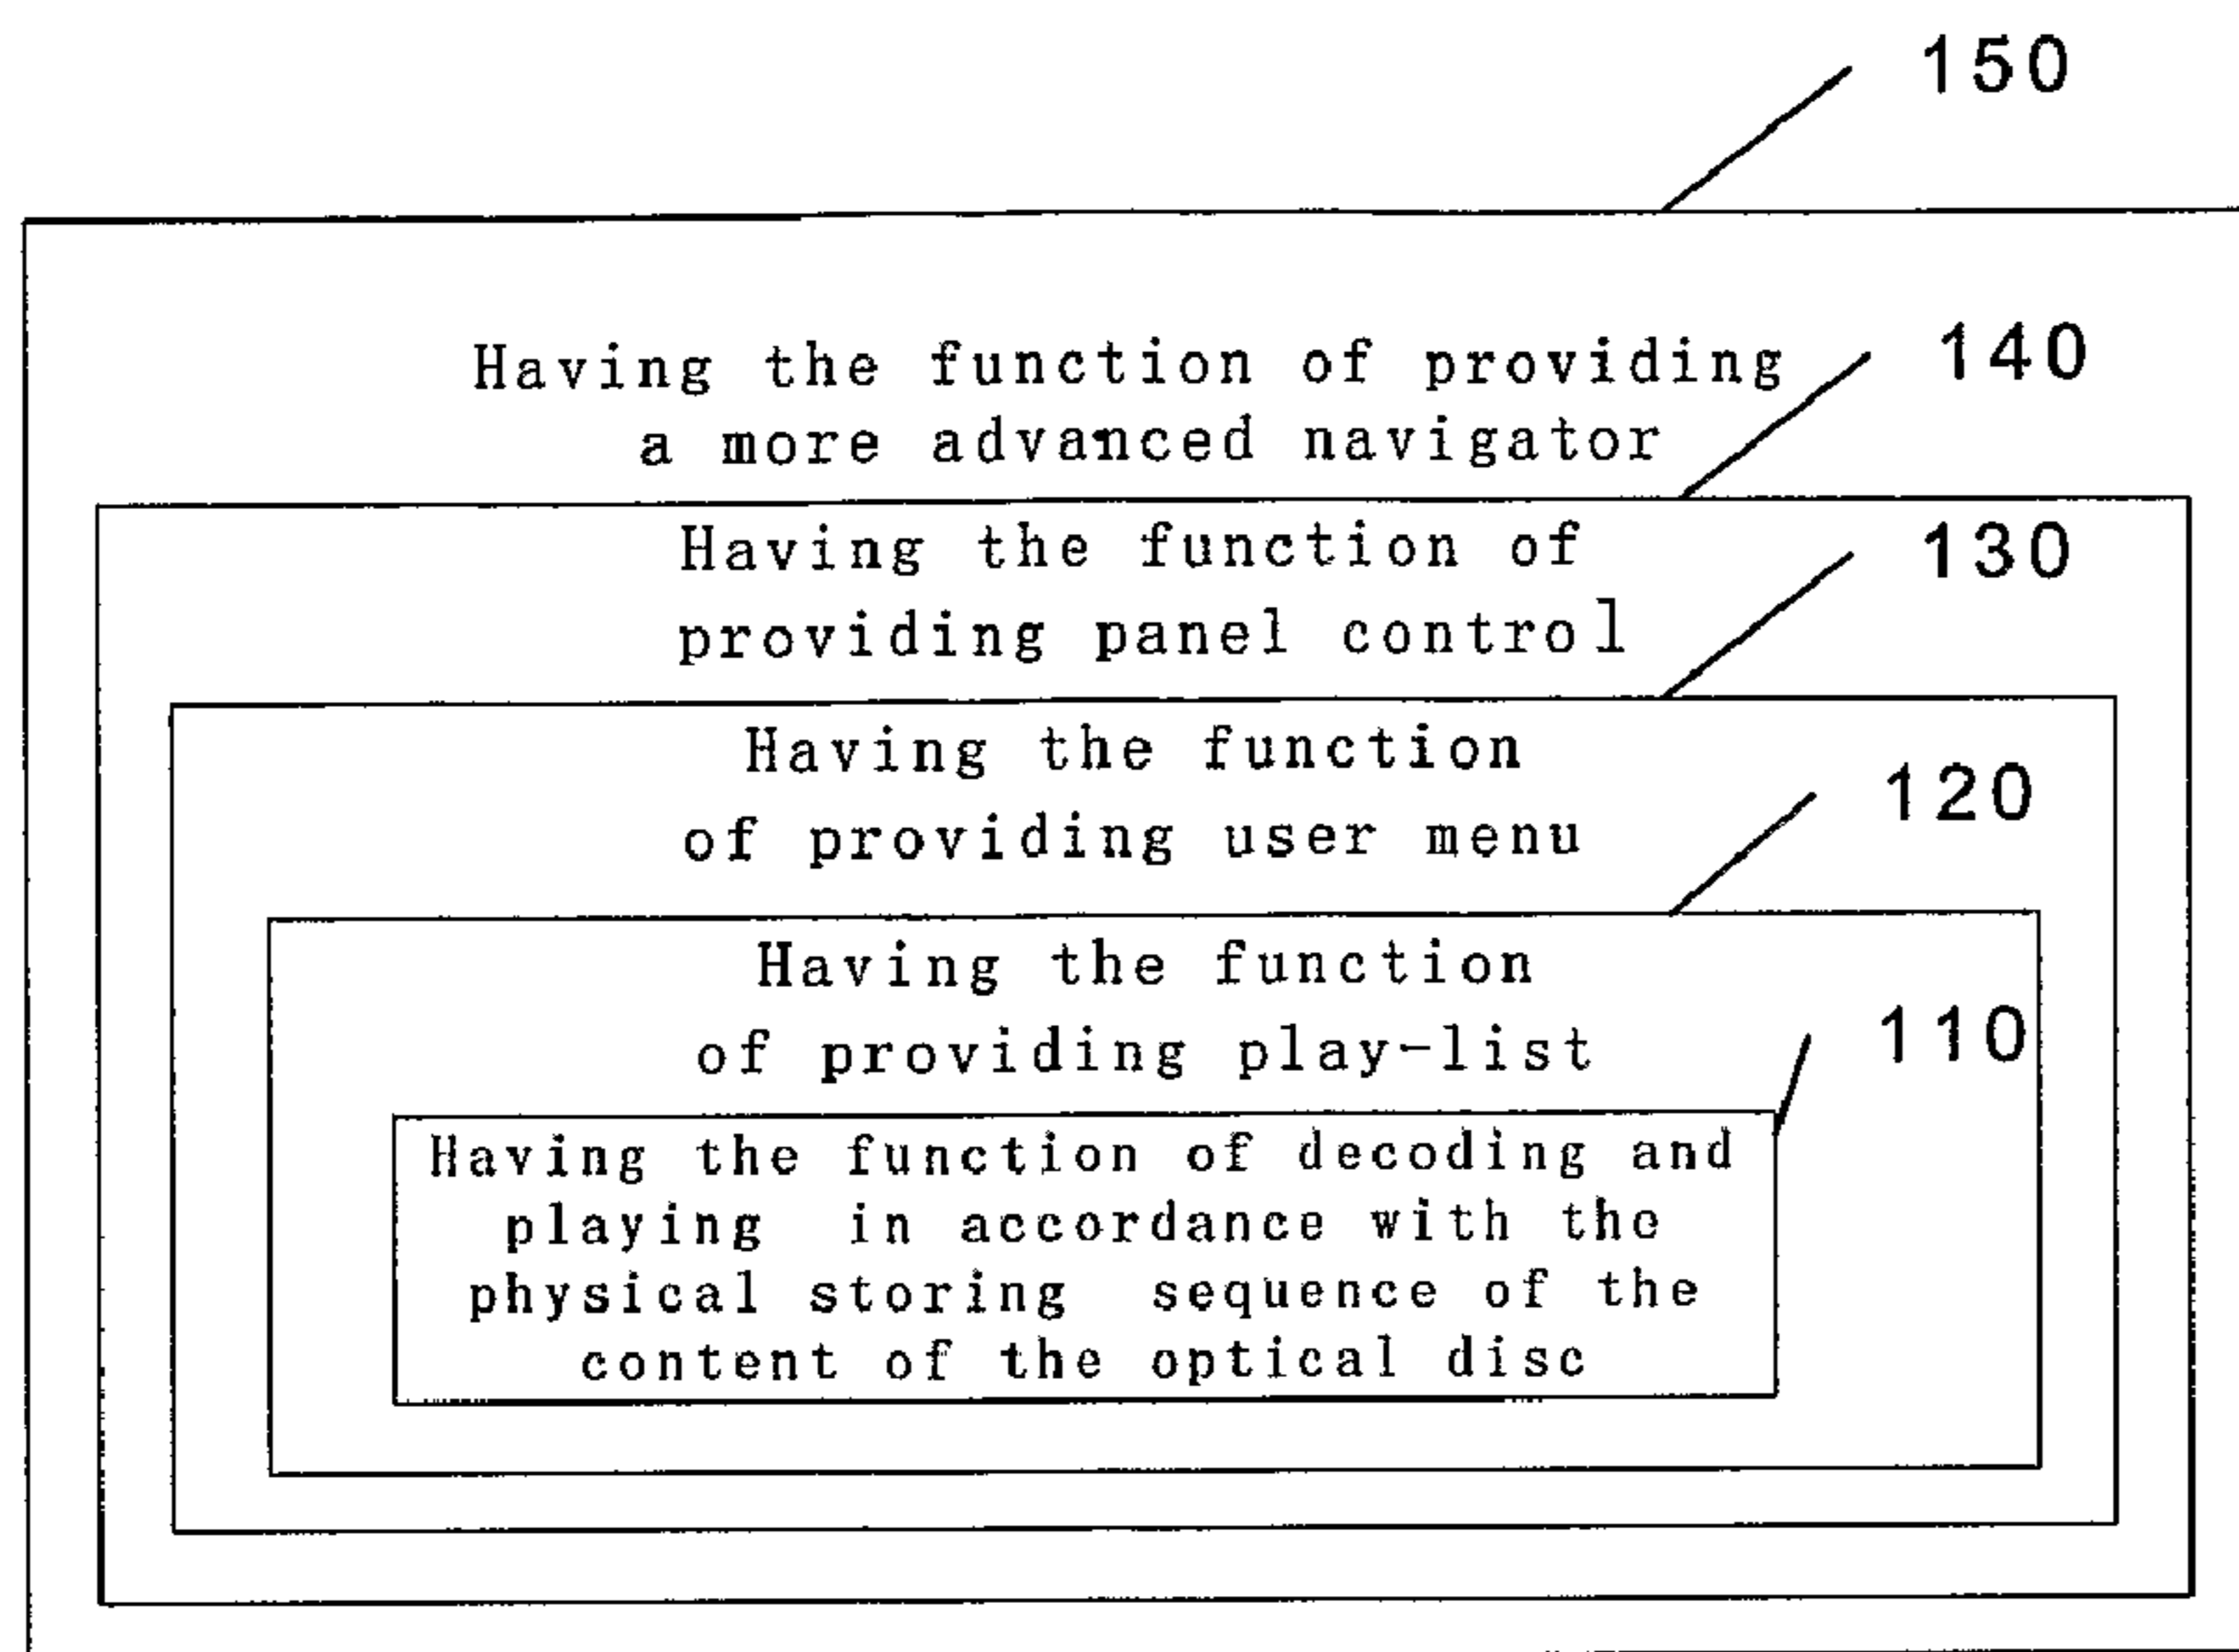 150
Having the function of providing
140
a more advanced navigator
Having the function of
130
providing panel control
Having the function
120
of providing user menu
Having the function
110
of providing play-list
Having the function of decoding and
playing in accordance with the
physical storing sequence of the
content of the optical disc